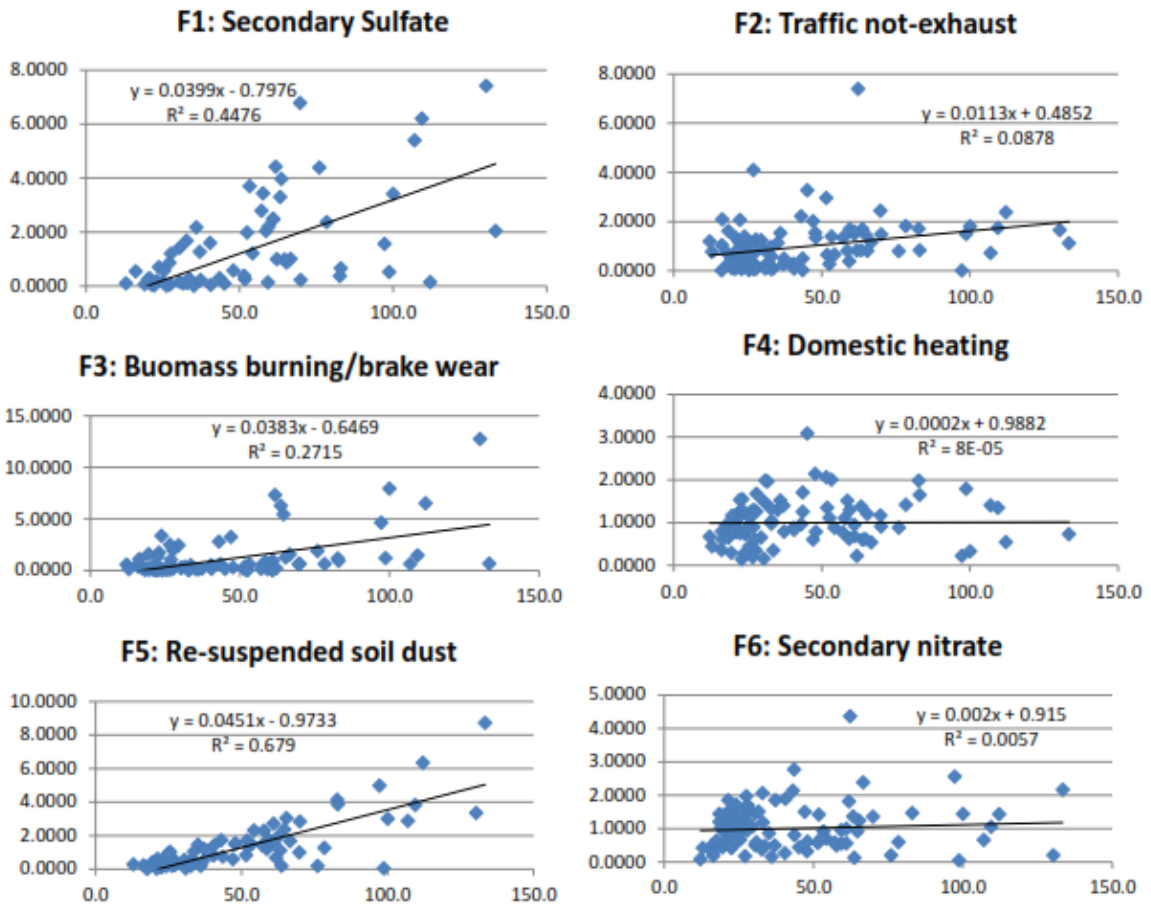 F1: Secondary Sulfate
8.0000
y = 0.0399x - 0.7976
R² = 0.4476
6.0000
4.0000
2.0000
0.0000
0.0 50.0 100.0 150.0
F2: Traffic not-exhaust
8.0000
y = 0.0113x + 0.4852
R² = 0.0878
6.0000
4.0000
2.0000
0.0000
0.0 50.0 100.0 150.0
F3: Buomass burning/brake wear
15.0000
y = 0.0383x - 0.6469
R² = 0.2715
10.0000
5.0000
0.0000
0.0 50.0 100.0 150.0
F4: Domestic heating
4.0000
y = 0.0002x + 0.9882
R² = 8E-05
3.0000
2.0000
1.0000
0.0000
0.0 50.0 100.0 150.0
F5: Re-suspended soil dust
10.0000
y = 0.0451x - 0.9733
R² = 0.679
8.0000
6.0000
4.0000
2.0000
0.0000
0.0 50.0 100.0 150.0
F6: Secondary nitrate
5.0000
y = 0.002x + 0.915
R² = 0.0057
4.0000
3.0000
2.0000
1.0000
0.0000
0.0 50.0 100.0 150.0